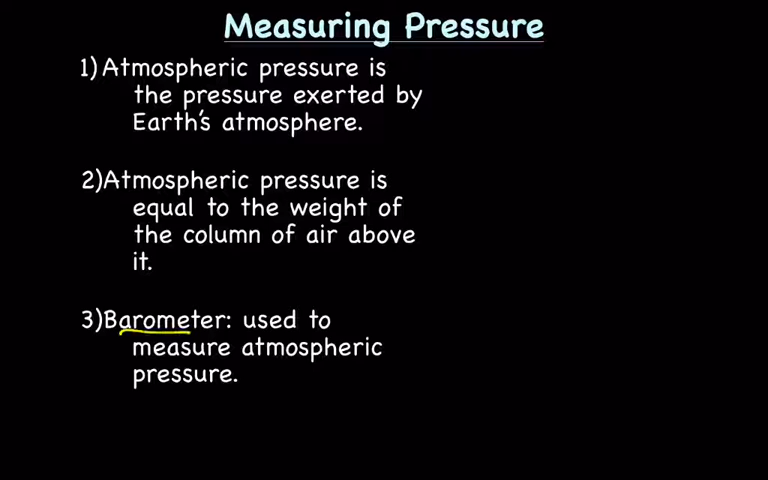 Measuring Pressure
1) Atmospheric pressure is
the pressure exerted by
Earth's atmosphere.
2)Atmospheric pressure is
equal to the weight of
the column of air above
it.
3)Barometer: used to
measure atmospheric
pressure.